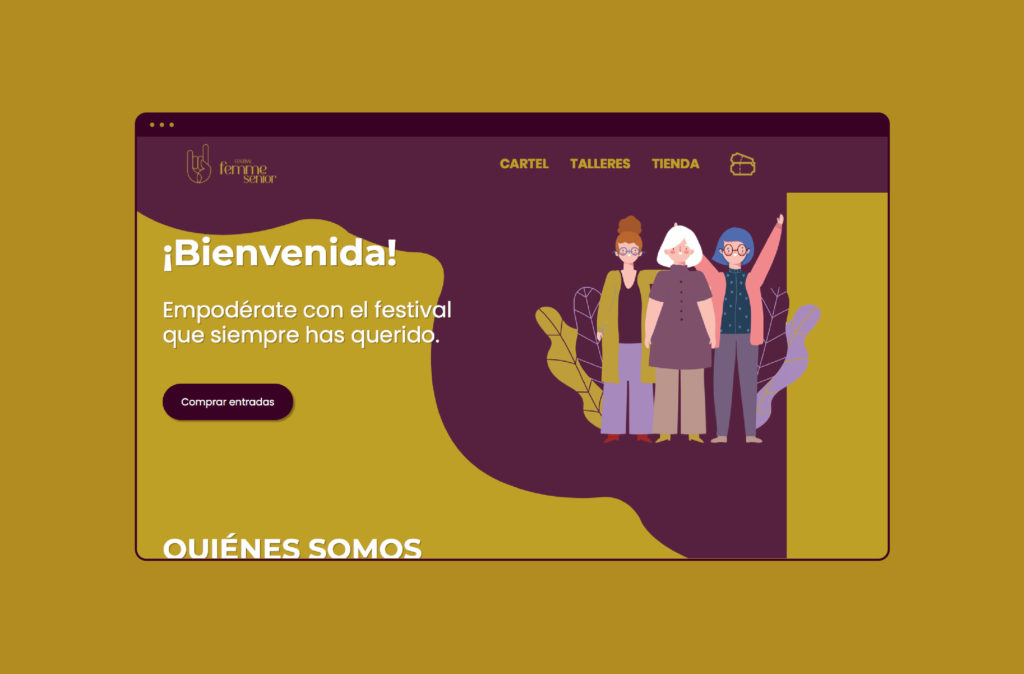 FESTIVAL
femme
senior
CARTEL TALLERES TIENDA
¡Bienvenida!
Empodérate con el festival
que siempre has querido.
Comprar entradas
QUIÉNES SOMOS